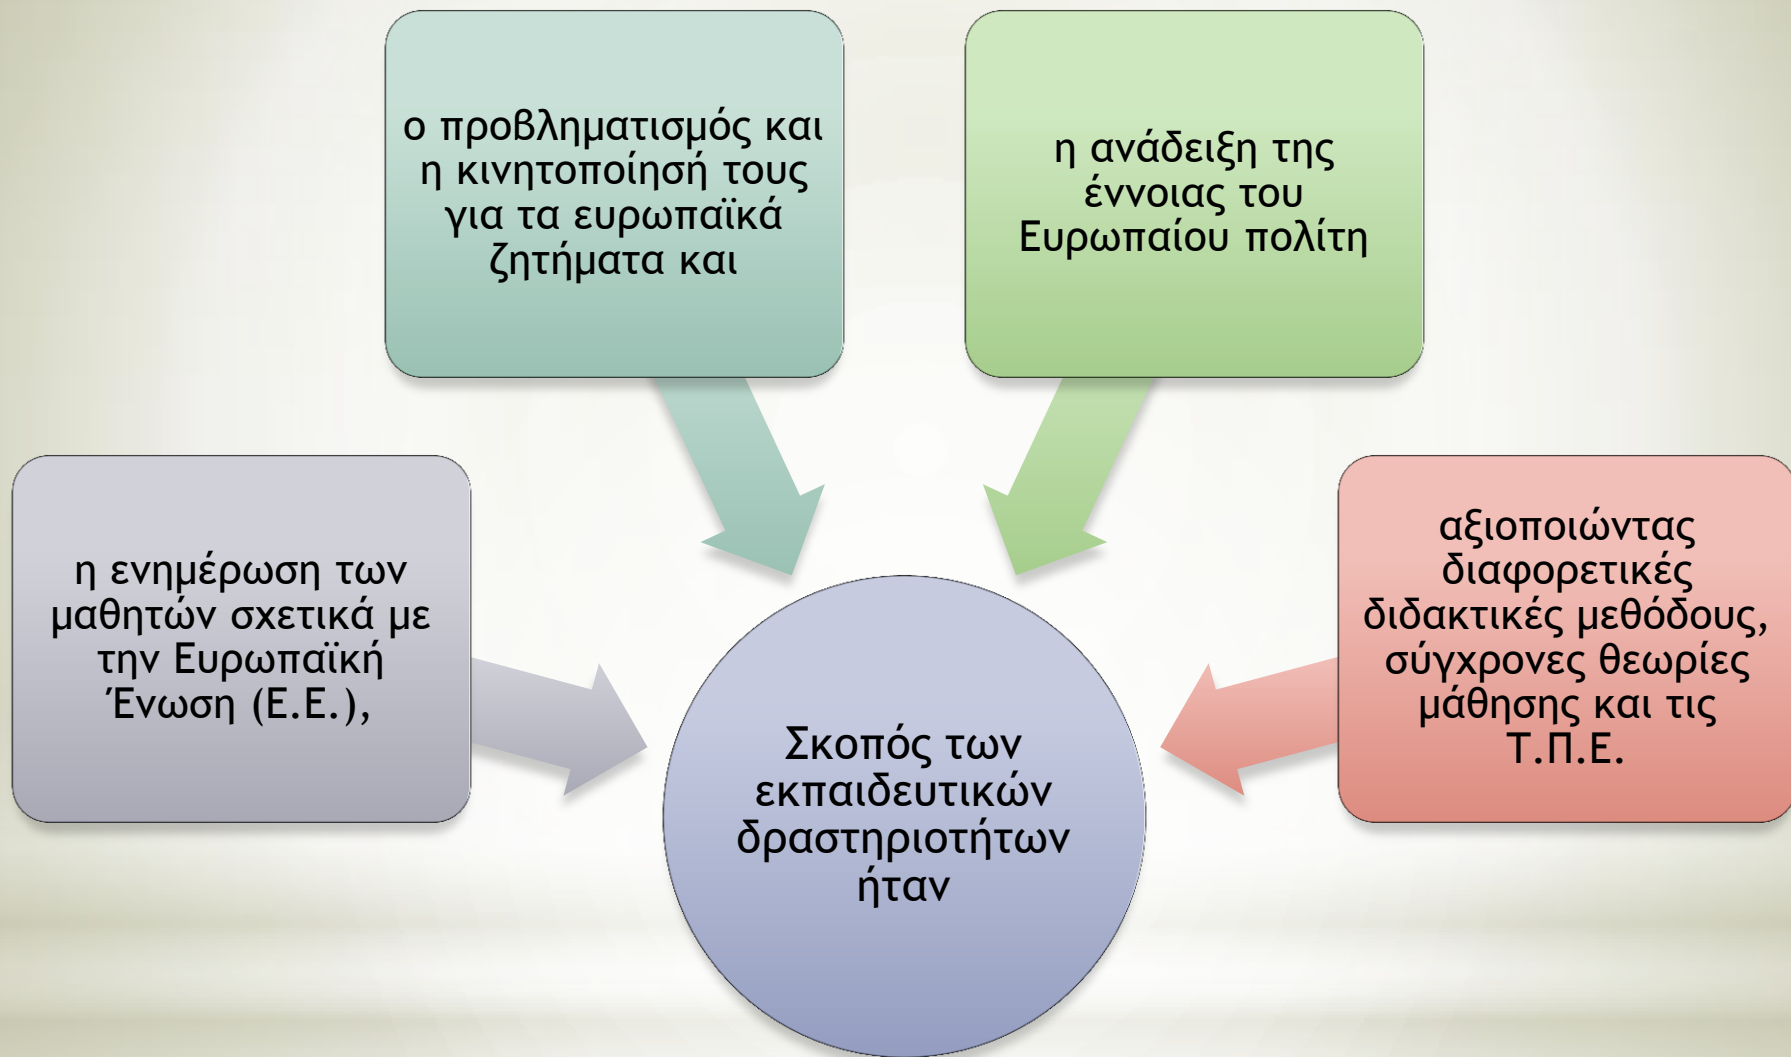 Σκοπός των
εκπαιδευτικών
δραστηριοτήτων
ήταν
η ενημέρωση των
μαθητών σχετικά με
την Ευρωπαϊκή
Ένωση (Ε.Ε.),
ο προβληματισμός και
η κινητοποίησή τους
για τα ευρωπαϊκά
ζητήματα και
η ανάδειξη της
έννοιας του
Ευρωπαίου πολίτη
αξιοποιώντας
διαφορετικές
διδακτικές μεθόδους,
σύγχρονες θεωρίες
μάθησης και τις
Τ.Π.Ε.